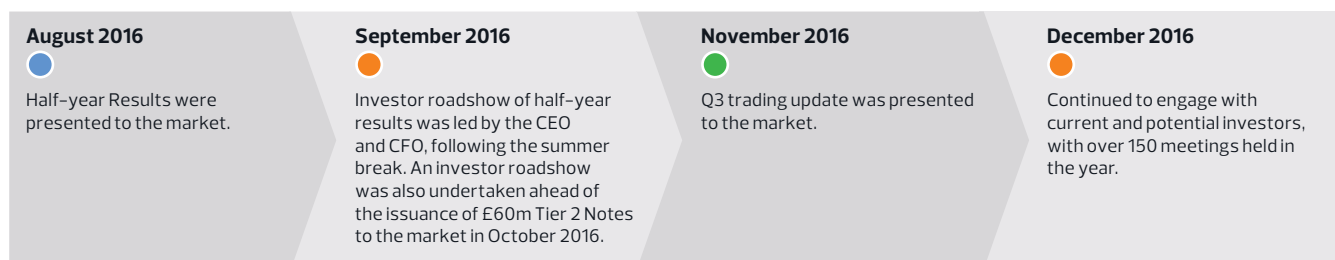 August 2016
Half-year Results were
presented to the market.
September 2016
Investor roadshow of half-year
results was led by the CEO
and CFO, following the summer
break. An investor roadshow
was also undertaken ahead of
the issuance of £60m Tier 2 Notes
to the market in October 2016.
November 2016
Q3 trading update was presented
to the market.
December 2016
Continued to engage with
current and potential investors,
with over 150 meetings held in
the year.